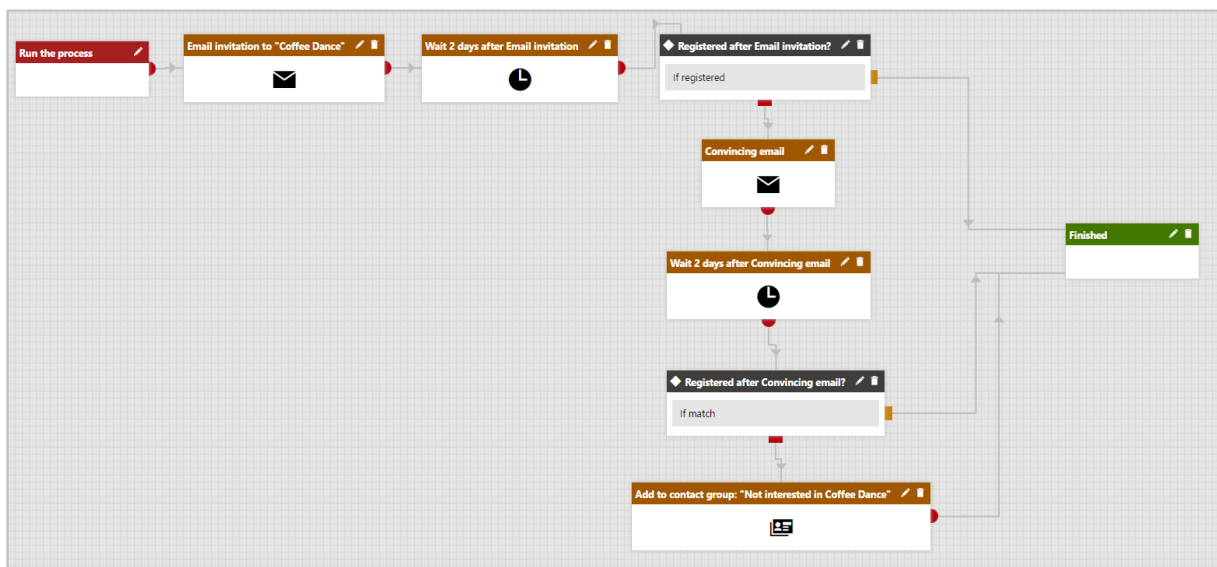 Run the process
Email invitation to "Coffee Dance"
Wait 2 days after Email invitation
Registered after Email invitation?
If registered
Convincing email
Wait 2 days after Convincing email
Finished
Registered after Convincing email?
If match
Add to contact group: "Not interested in Coffee Dance"